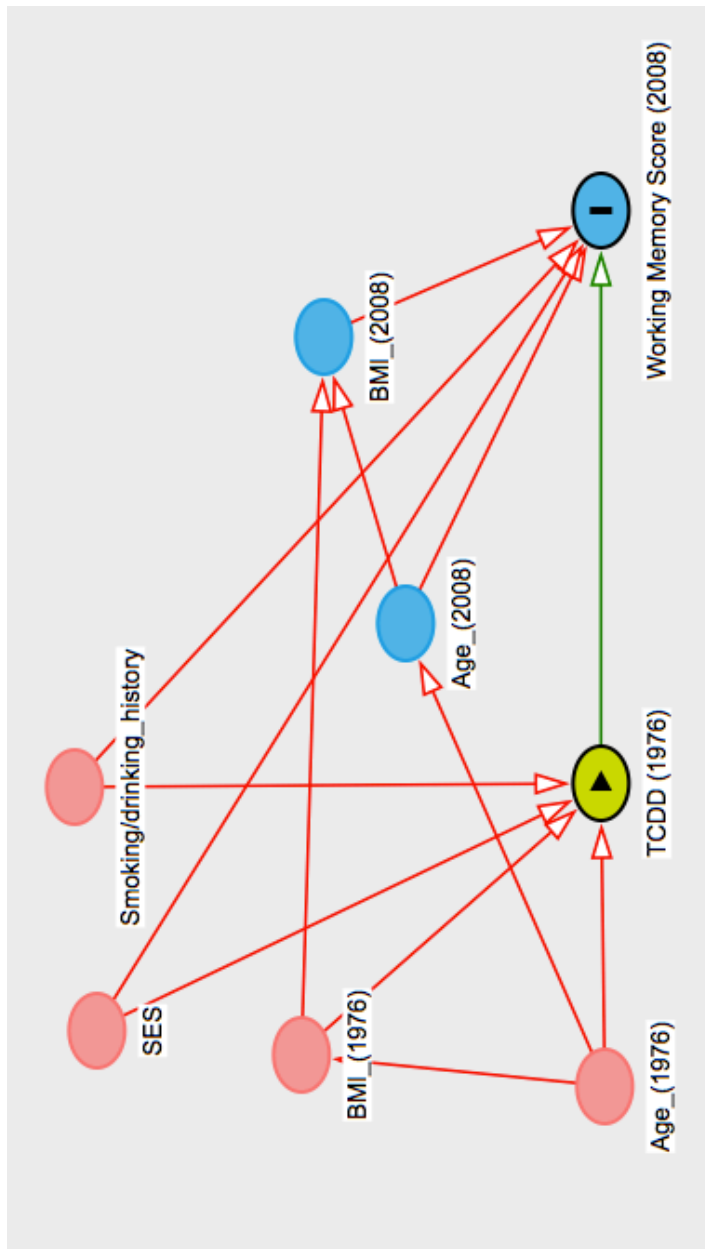 Smoking/drinking_history
SES
BMI_(2008)
BMI_(1976)
Age_(2008)
Age_(1976)
TCDD (1976)
Working Memory Score (2008)